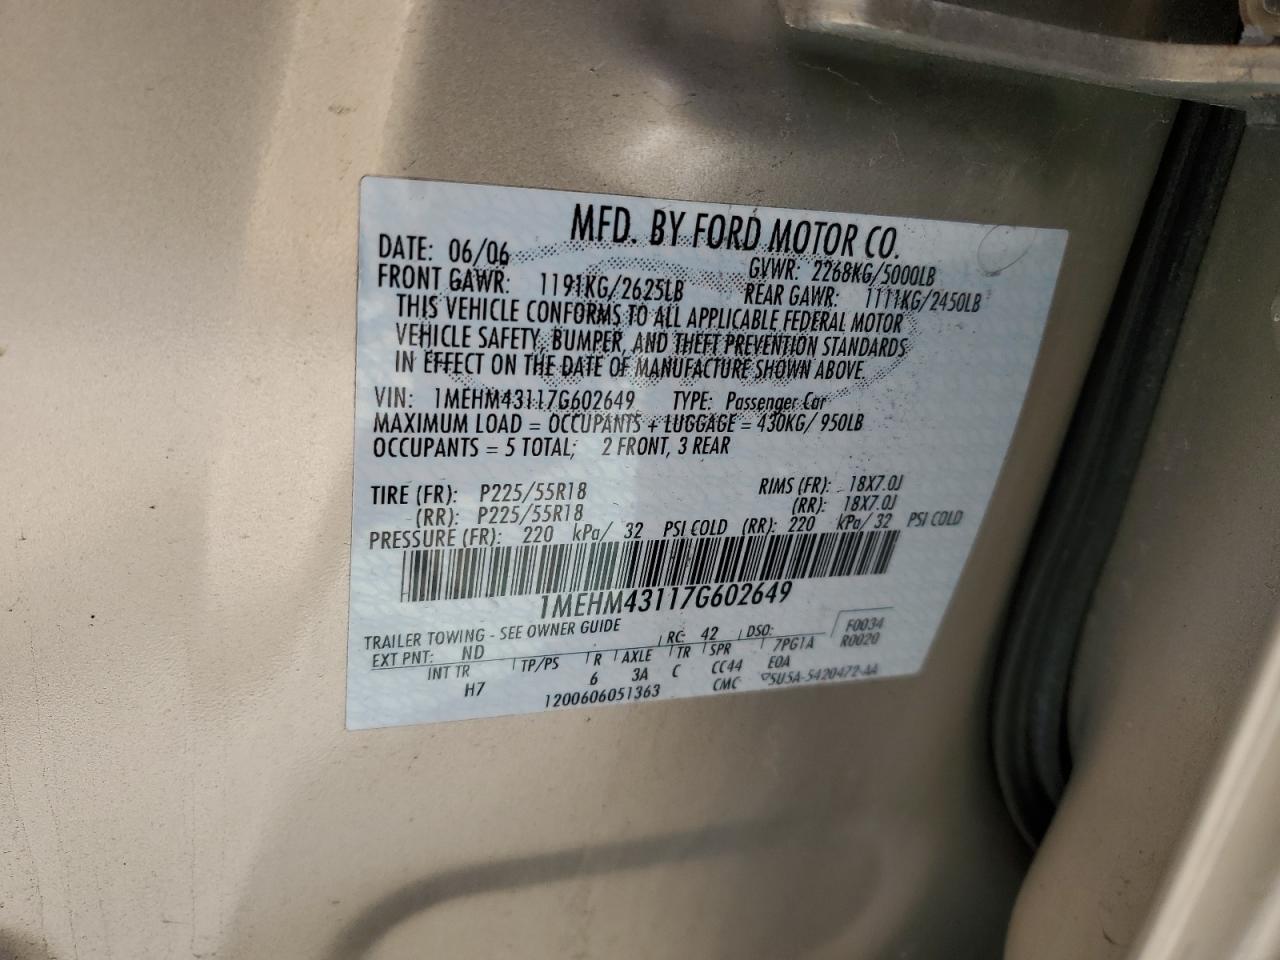 MFD. BY FORD MOTOR CO.
DATE: 06/06 GVWR: 2268KG/5000LB
FRONT GAWR: 1191KG/2625LB REAR GAWR: 1111KG/2450LB
THIS VEHICLE CONFORMS TO ALL APPLICABLE FEDERAL MOTOR
VEHICLE SAFETY, BUMPER, AND THEFT PREVENTION STANDARDS
IN EFFECT ON THE DATE OF MANUFACTURE SHOWN ABOVE.
VIN: 1MEHM43117G602649 TYPE: Passenger Car
MAXIMUM LOAD = OCCUPANTS + LUGGAGE = 430KG/ 950LB
OCCUPANTS = 5 TOTAL; 2 FRONT, 3 REAR
TIRE (FR): P225/55R18 RIMS (FR): 18X7.0J
(RR): P225/55R18 (RR): 18X7.0J
PRESSURE (FR): 220 kPa/ 32 PSI COLD (RR): 220 kPa/ 32 PSI COLD
1MEHM43117G602649
TRAILER TOWING - SEE OWNER GUIDE
EXT PNT: ND RC: 42 DSO: F0034
INT TR TP/PS R AXLE TR SPR 7PG1A R0020
H7 6 3A C CC44 EOA
1200606051363 CMC 5U5A-5420472-AA